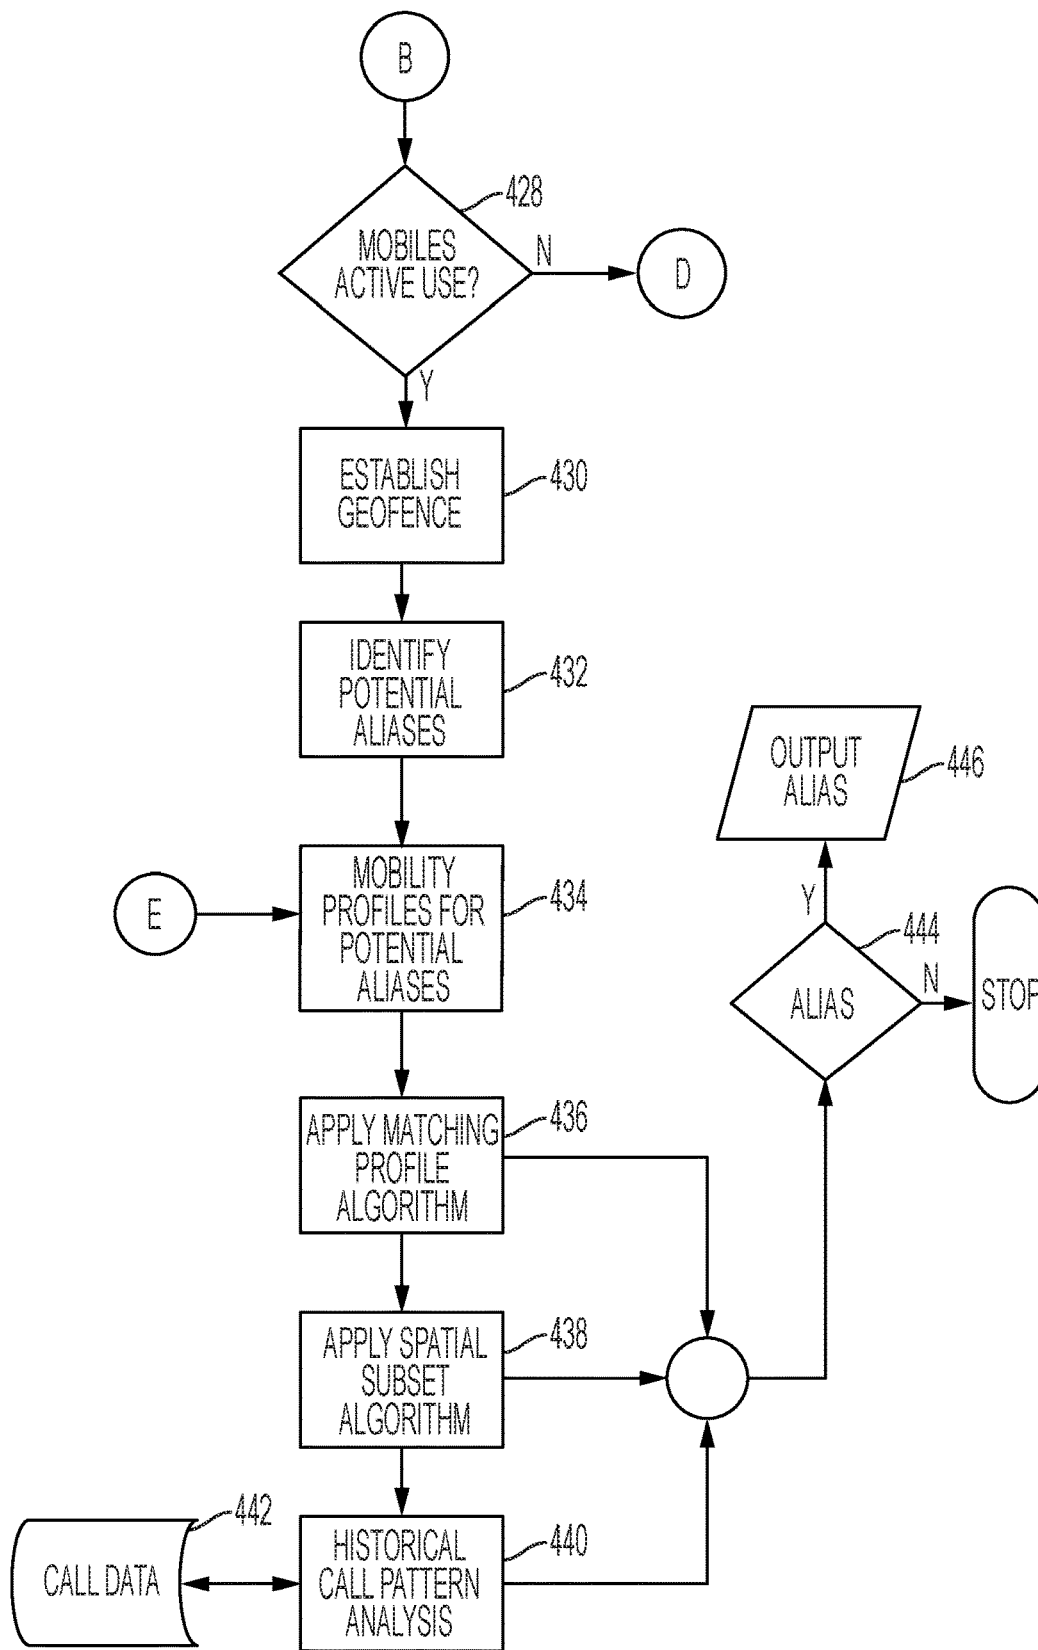 B
428
MOBILES
ACTIVE USE?
N
D
Y
ESTABLISH
GEOFENCE
430
IDENTIFY
POTENTIAL
ALIASES
432
OUTPUT
ALIAS
446
E
MOBILITY
PROFILES FOR
POTENTIAL
ALIASES
434
Y
444
ALIAS
N
STOP
APPLY MATCHING
PROFILE
ALGORITHM
436
APPLY SPATIAL
SUBSET
ALGORITHM
438
442
CALL DATA
HISTORICAL
CALL PATTERN
ANALYSIS
440